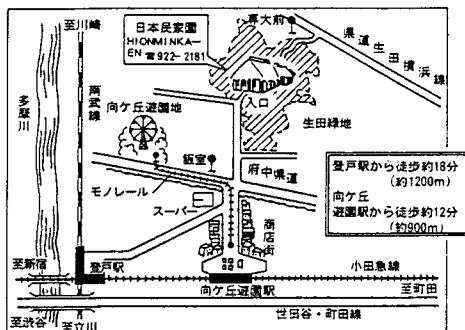 至川崎
日本民家園
HIONMINKA-
EN ☎922-2181
専大前
県道生田横浜線
入口
生田緑地
南武線
多摩川
向ケ丘遊園地
飯室
府中県道
モノレール
スーパー
商店街
商店街
登戸駅から徒歩約18分
(約1200m)
向ケ丘
遊園駅から徒歩約12分
(約900m)
至新宿
登戸駅
小田急線
向ケ丘遊園駅
至町田
至渋谷
至立川
世田谷・町田線